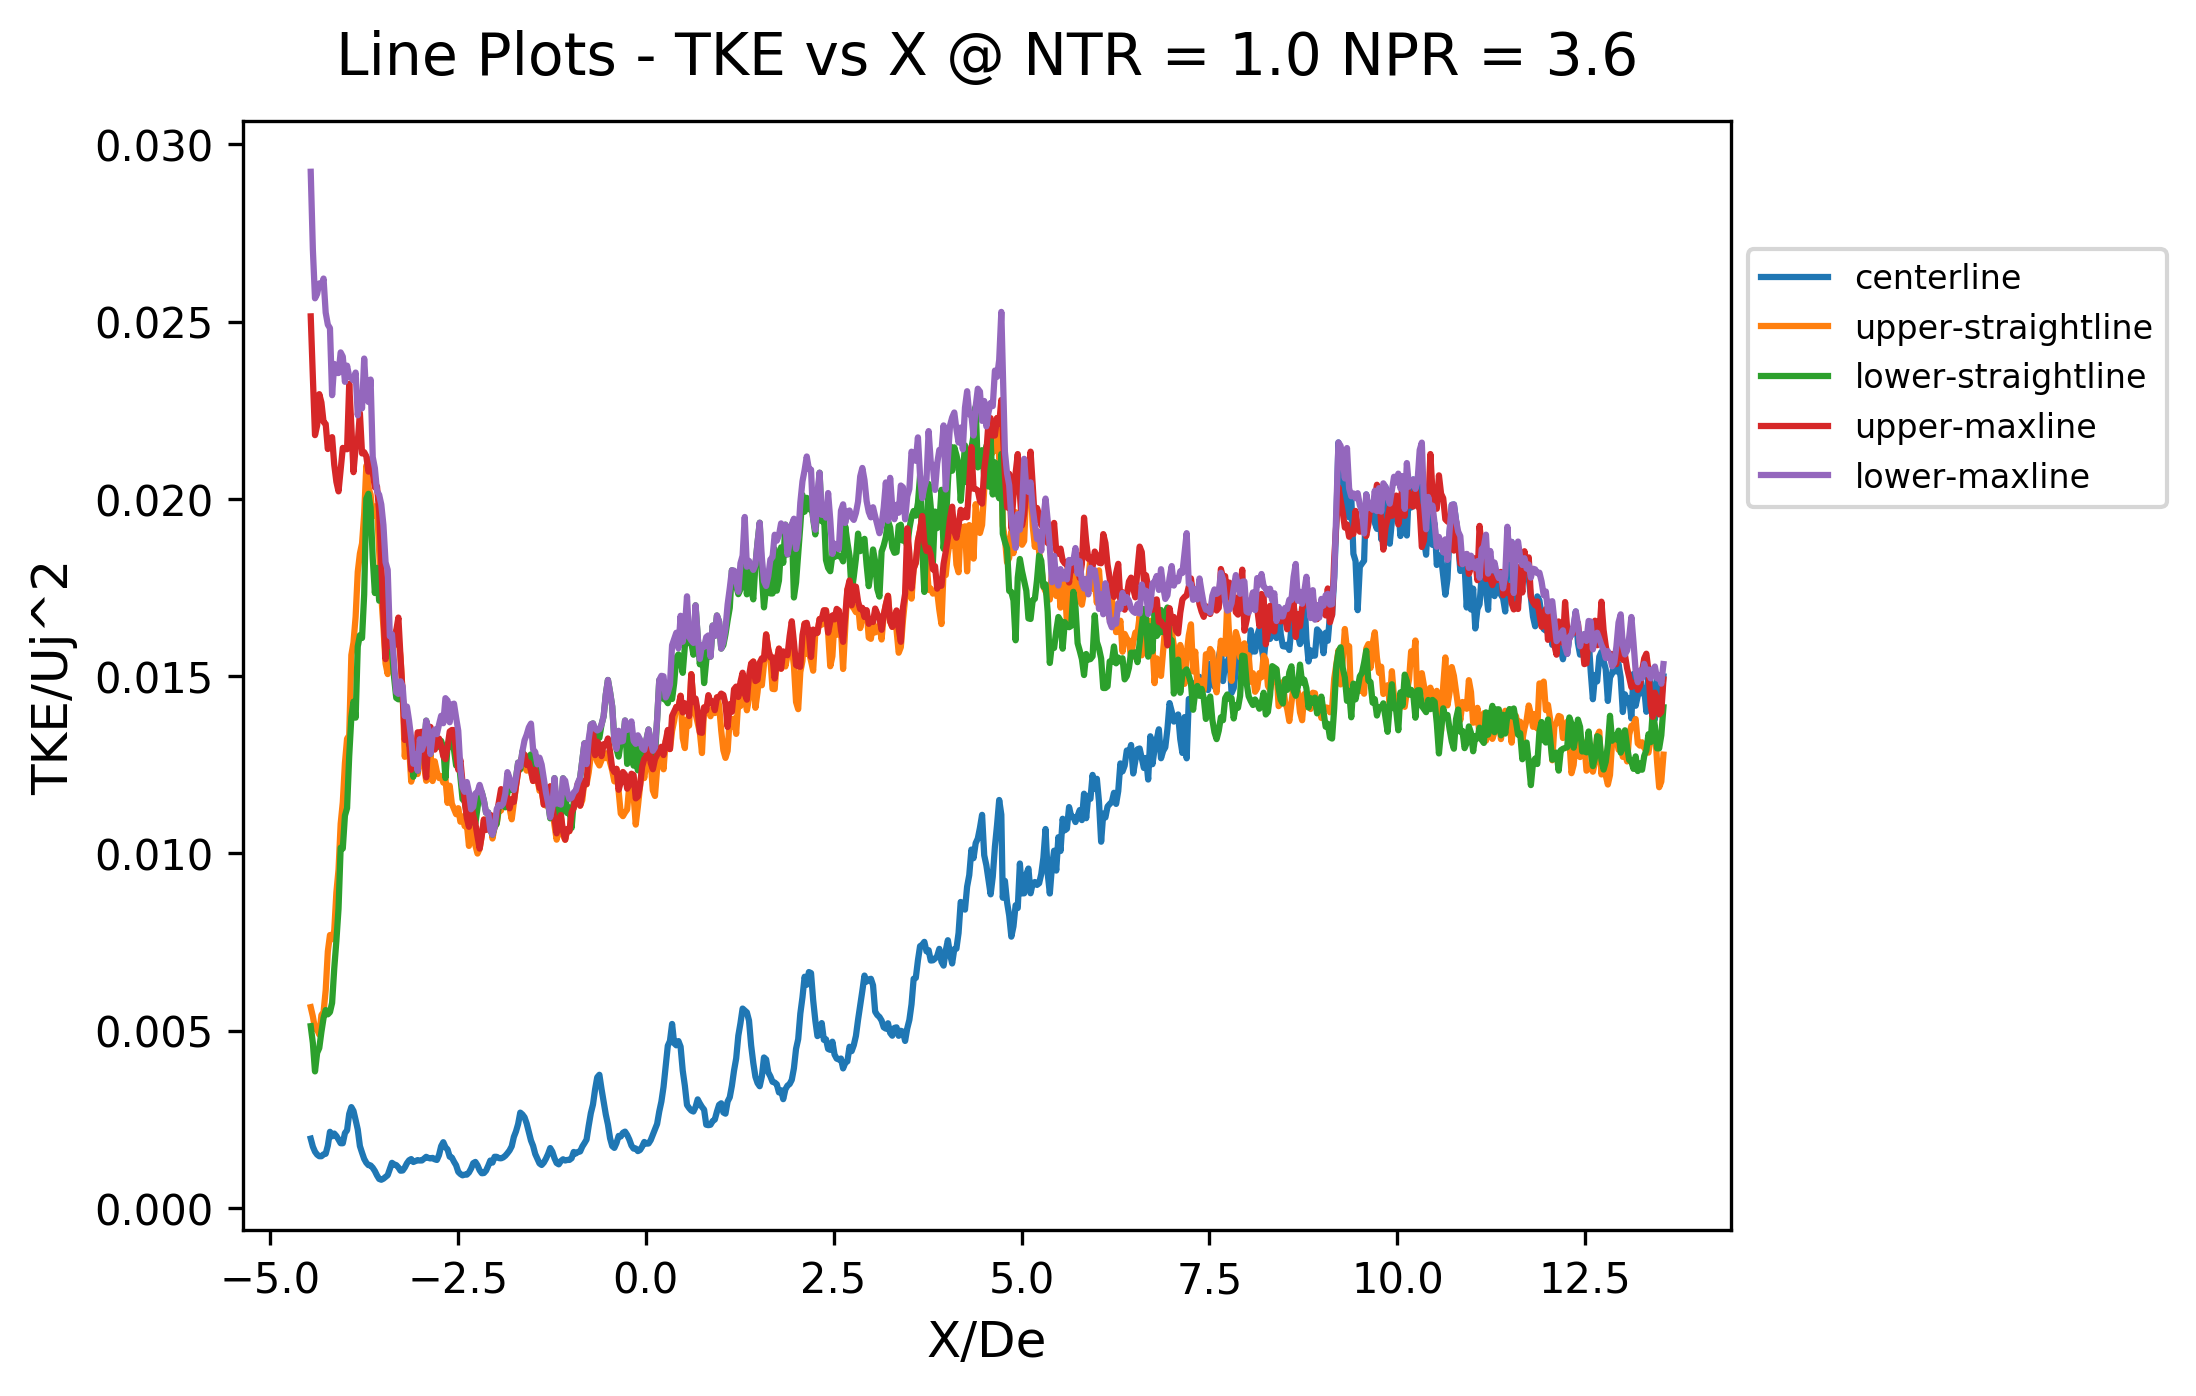 Line Plots - TKE vs X @ NTR = 1.0 NPR = 3.6
TKE/Uj^2
0.030
0.025
0.020
0.015
0.010
0.005
0.000
−5.0 −2.5 0.0 2.5 5.0 7.5 10.0 12.5
X/De
centerline
upper-straightline
lower-straightline
upper-maxline
lower-maxline